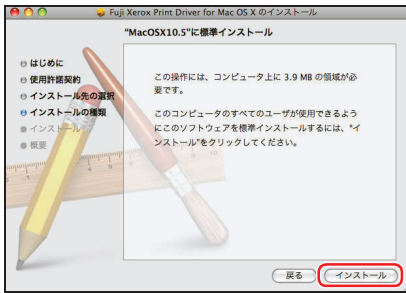 Fuji Xerox Print Driver for Mac OS X のインストール
"MacOSX10.5"に標準インストール
はじめに
使用許諾契約
インストール先の選択
インストールの種類
インストール
概要
この操作には、コンピュータ上に 3.9 MB の領域が必
要です。
このコンピュータのすべてのユーザが使用できるよう
にこのソフトウェアを標準インストールするには、"イ
ンストール"をクリックしてください。
戻る
インストール